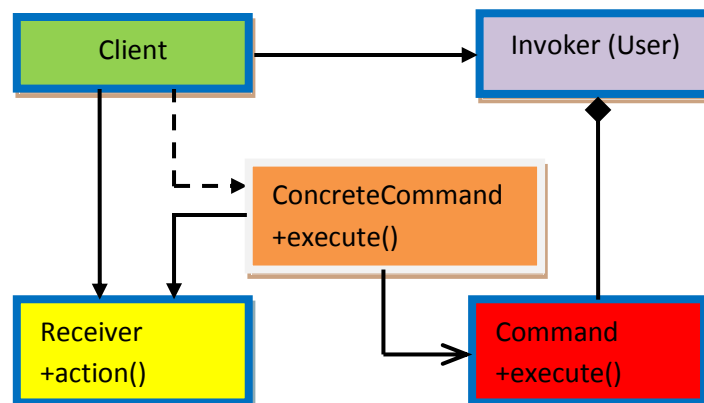 Client
Invoker (User)
ConcreteCommand
+execute()
Receiver
+action()
Command
+execute()